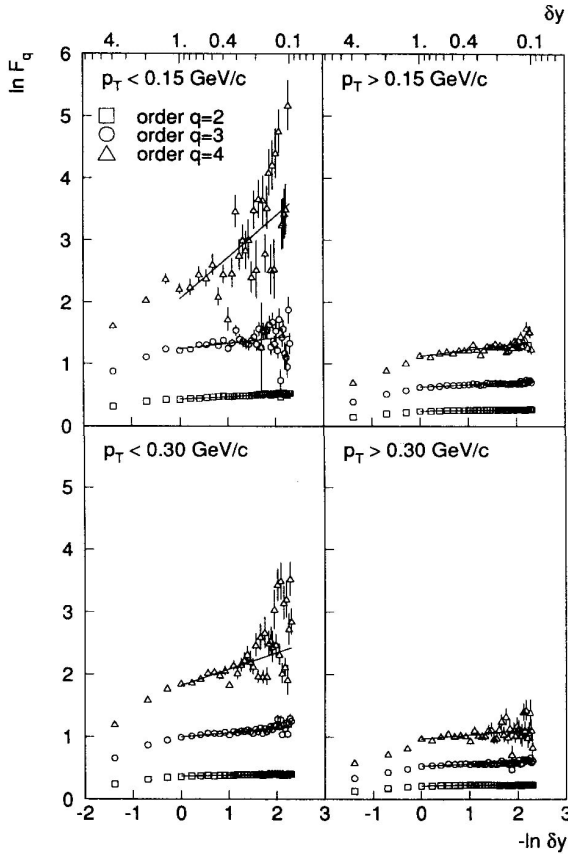 δy
4. 1. 0.4 0.1 4. 1. 0.4 0.1
ln F_q
6
p_T < 0.15 GeV/c
p_T > 0.15 GeV/c
order q=2
order q=3
order q=4
5
4
3
2
1
0
p_T < 0.30 GeV/c
p_T > 0.30 GeV/c
5
4
3
2
1
0
-2 -1 0 1 2 3 -1 0 1 2 3
-ln δy